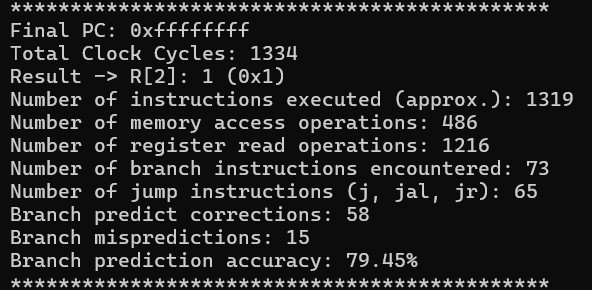 **********************************************
Final PC: 0xffffffff
Total Clock Cycles: 1334
Result -> R[2]: 1 (0x1)
Number of instructions executed (approx.): 1319
Number of memory access operations: 486
Number of register read operations: 1216
Number of branch instructions encountered: 73
Number of jump instructions (j, jal, jr): 65
Branch predict corrections: 58
Branch mispredictions: 15
Branch prediction accuracy: 79.45%
**********************************************